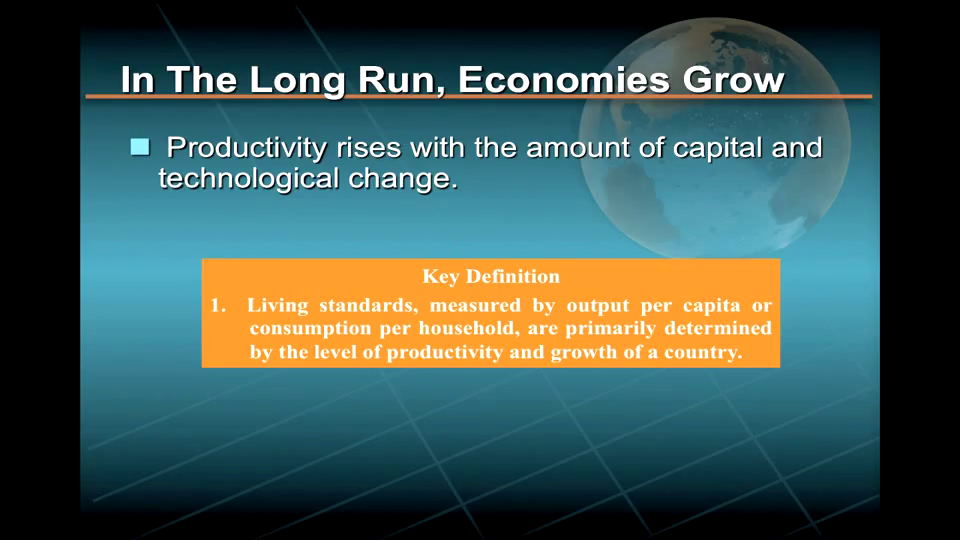 In The Long Run, Economies Grow
Productivity rises with the amount of capital and
technological change.
Key Definition
1. Living standards, measured by output per capita or
consumption per household, are primarily determined
by the level of productivity and growth of a country.